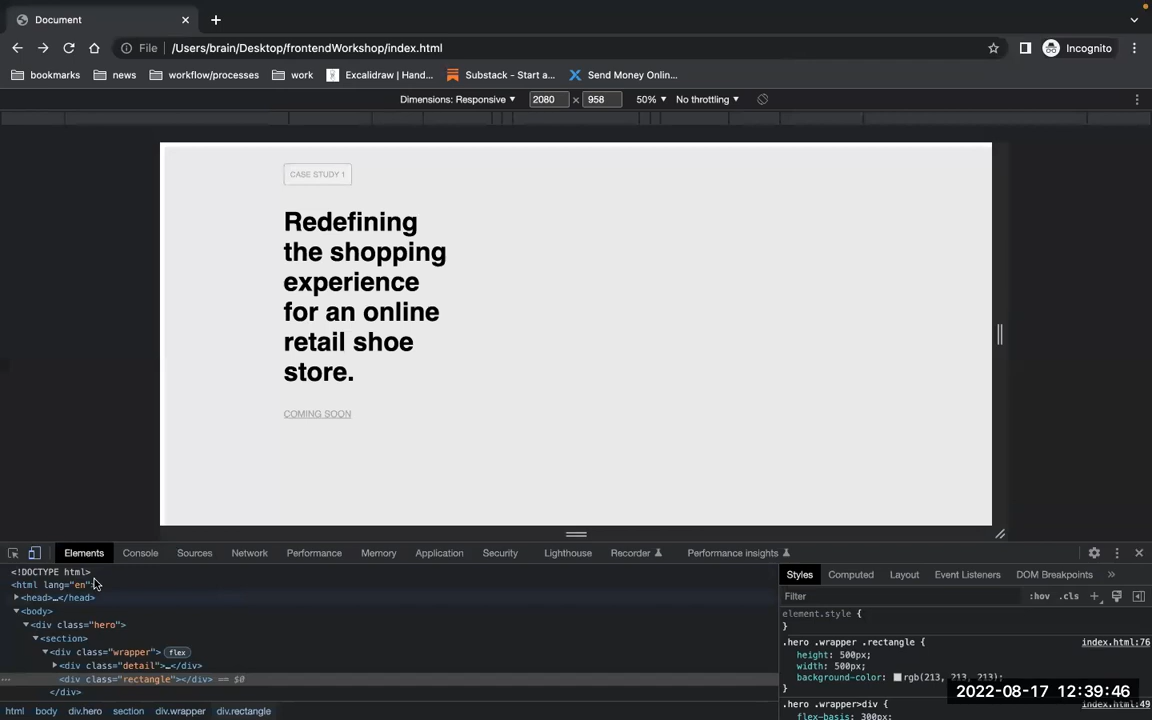 Document
File /Users/brain/Desktop/frontendWorkshop/index.html Incognito
bookmarks news workflow/processes work Excalidraw | Hand... Substack - Start a... Send Money Onlin...
Dimensions: Responsive 2080 × 958 50% No throttling
CASE STUDY 1
Redefining
the shopping
experience
for an online
retail shoe
store.
COMING SOON
Elements Console Sources Network Performance Memory Application Security Lighthouse Recorder Performance insights
<!DOCTYPE html>
<html lang="en">
<head>…</head>
<body>
<div class="hero">
<section>
<div class="wrapper"> flex
<div class="detail">…</div>
<div class="rectangle"></div> == $0
</div>
html body div.hero section div.wrapper div.rectangle
Styles Computed Layout Event Listeners DOM Breakpoints »
Filter :hov .cls
element.style {
}
.hero .wrapper .rectangle { index.html:76
height: 500px;
width: 500px;
background-color: rgb(213, 213, 213);
}
.hero .wrapper>div { index.html:49
flex-basis: 300px;
2022-08-17 12:39:46